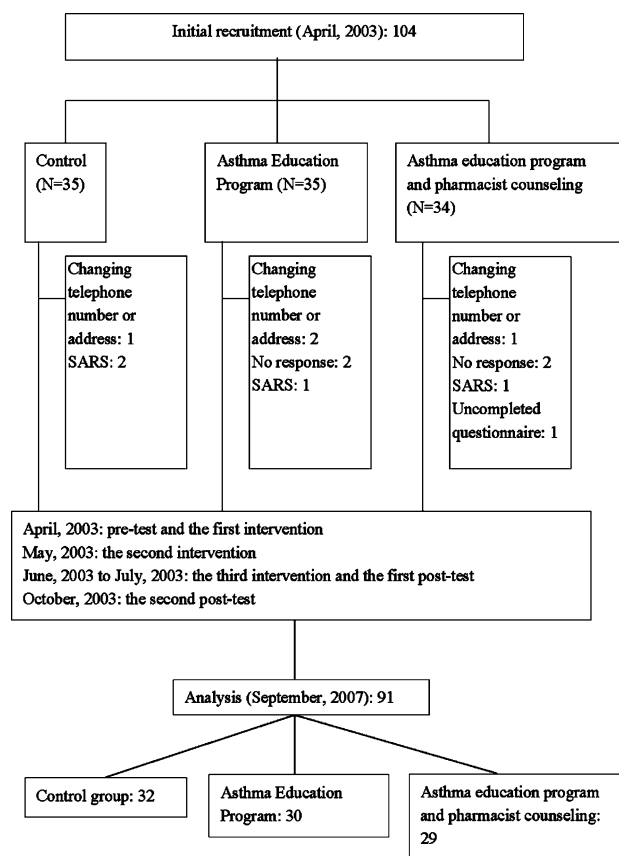 Initial recruitment (April, 2003): 104
Control
(N=35)
Asthma Education
Program (N=35)
Asthma education program
and pharmacist counseling
(N=34)
Changing
telephone
number or
address: 1
SARS: 2
Changing
telephone
number or
address: 2
No response: 2
SARS: 1
Changing
telephone
number or
address: 1
No response: 2
SARS: 1
Uncompleted
questionnaire: 1
April, 2003: pre-test and the first intervention
May, 2003: the second intervention
June, 2003 to July, 2003: the third intervention and the first post-test
October, 2003: the second post-test
Analysis (September, 2007): 91
Control group: 32
Asthma Education
Program: 30
Asthma education program
and pharmacist counseling:
29